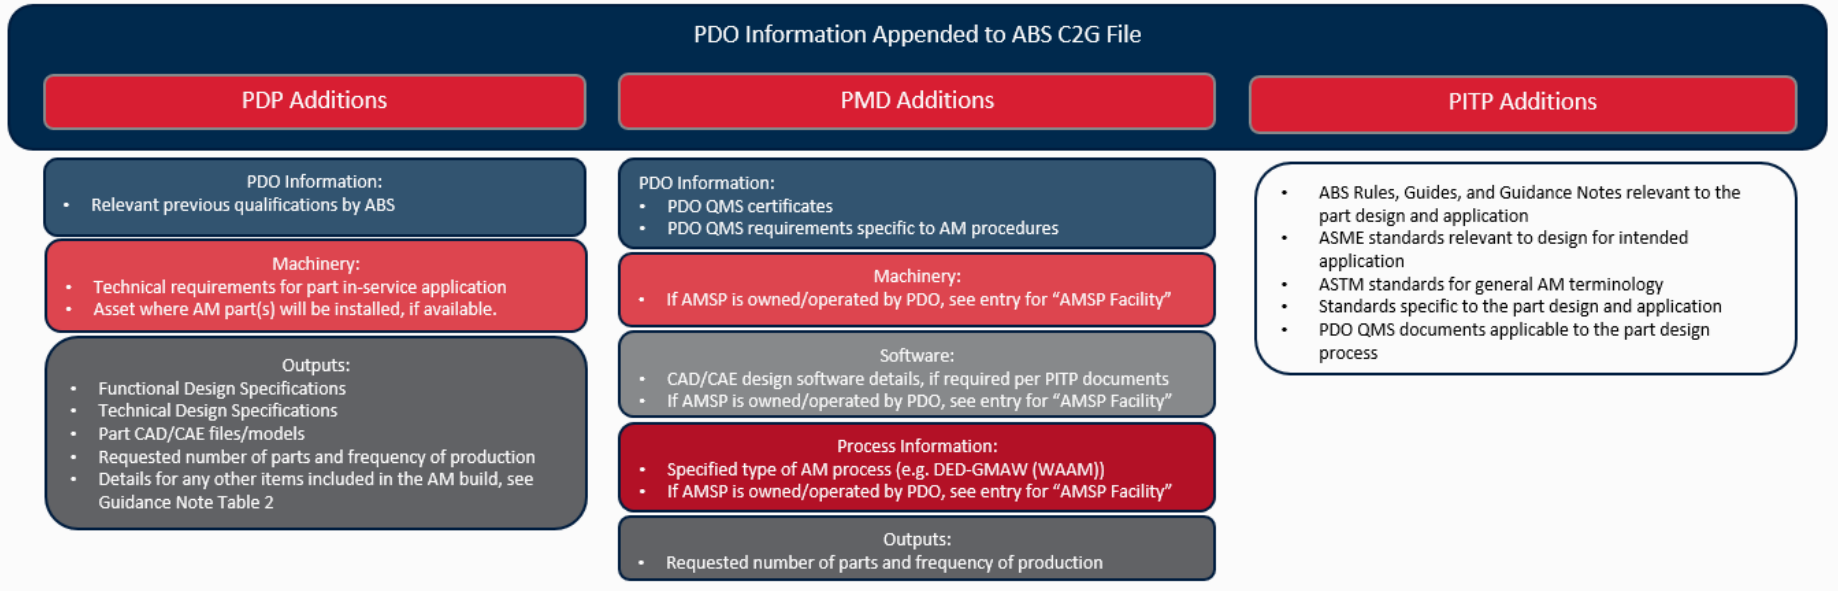 PDO Information Appended to ABS C2G File
PDP Additions
PDO Information:
• Relevant previous qualifications by ABS
Machinery:
• Technical requirements for part in-service application
• Asset where AM part(s) will be installed, if available.
Outputs:
• Functional Design Specifications
• Technical Design Specifications
• Part CAD/CAE files/models
• Requested number of parts and frequency of production
• Details for any other items included in the AM build, see
Guidance Note Table 2
PMD Additions
PDO Information:
• PDO QMS certificates
• PDO QMS requirements specific to AM procedures
Machinery:
• If AMSP is owned/operated by PDO, see entry for “AMSP Facility”
Software:
• CAD/CAE design software details, if required per PITP documents
• If AMSP is owned/operated by PDO, see entry for “AMSP Facility”
Process Information:
• Specified type of AM process (e.g. DED-GMAW (WAAM))
• If AMSP is owned/operated by PDO, see entry for “AMSP Facility”
Outputs:
• Requested number of parts and frequency of production
PITP Additions
• ABS Rules, Guides, and Guidance Notes relevant to the
part design and application
• ASME standards relevant to design for intended
application
• ASTM standards for general AM terminology
• Standards specific to the part design and application
• PDO QMS documents applicable to the part design
process